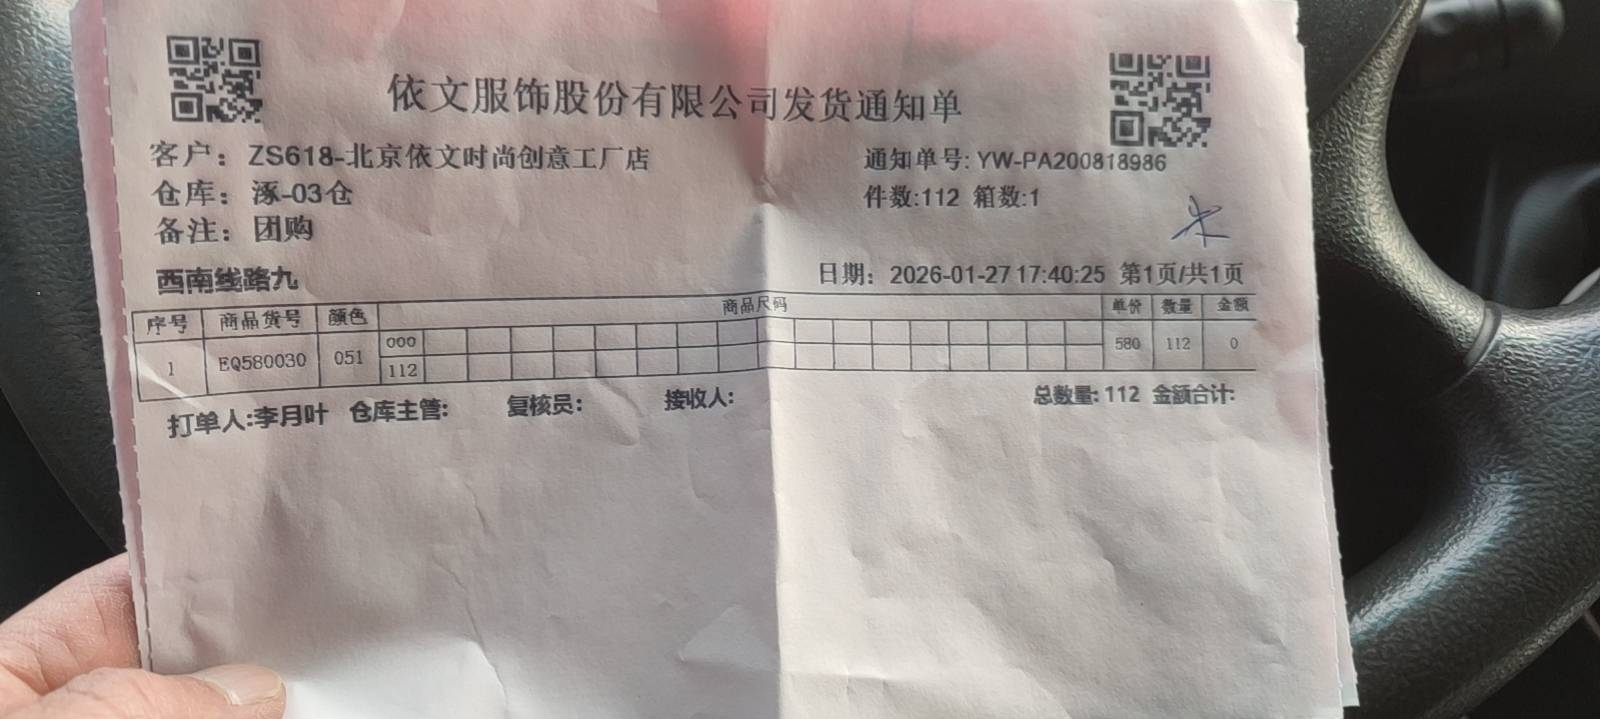 依文服饰股份有限公司发货通知单
客户：ZS618-北京依文时尚创意工厂店 通知单号: YW-PA200818986
仓库：涿-03仓 件数:112 箱数:1
备注：团购
西南线路九 日期：2026-01-27 17:40:25 第1页/共1页
序号 商品货号 颜色 商品尺码 单价 数量 金额
000
1 EQ580030 051 580 112 0
112
打单人:李月叶 仓库主管: 复核员: 接收人: 总数量: 112 金额合计: